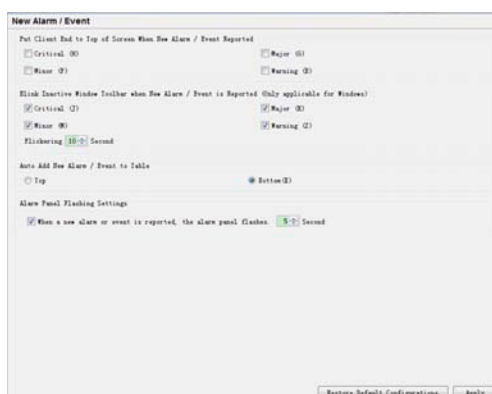 New Alarm / Event
Put Client End to Top of Screen When New Alarm / Event Reported
Critical (H) Major (G)
Minor (F) Warning (D)
Blink Inactive Window Toolbar when New Alarm / Event is Reported (Only applicable for Windows)
Critical (J) Major (K)
Minor Warning (Z)
Flickering 10 Second
Auto Add New Alarm / Event to Table
Top Bottom(X)
Alarm Panel Flashing Settings
When a new alarm or event is reported, the alarm panel flashes. 5 Second
Restore Default Configurations Apply